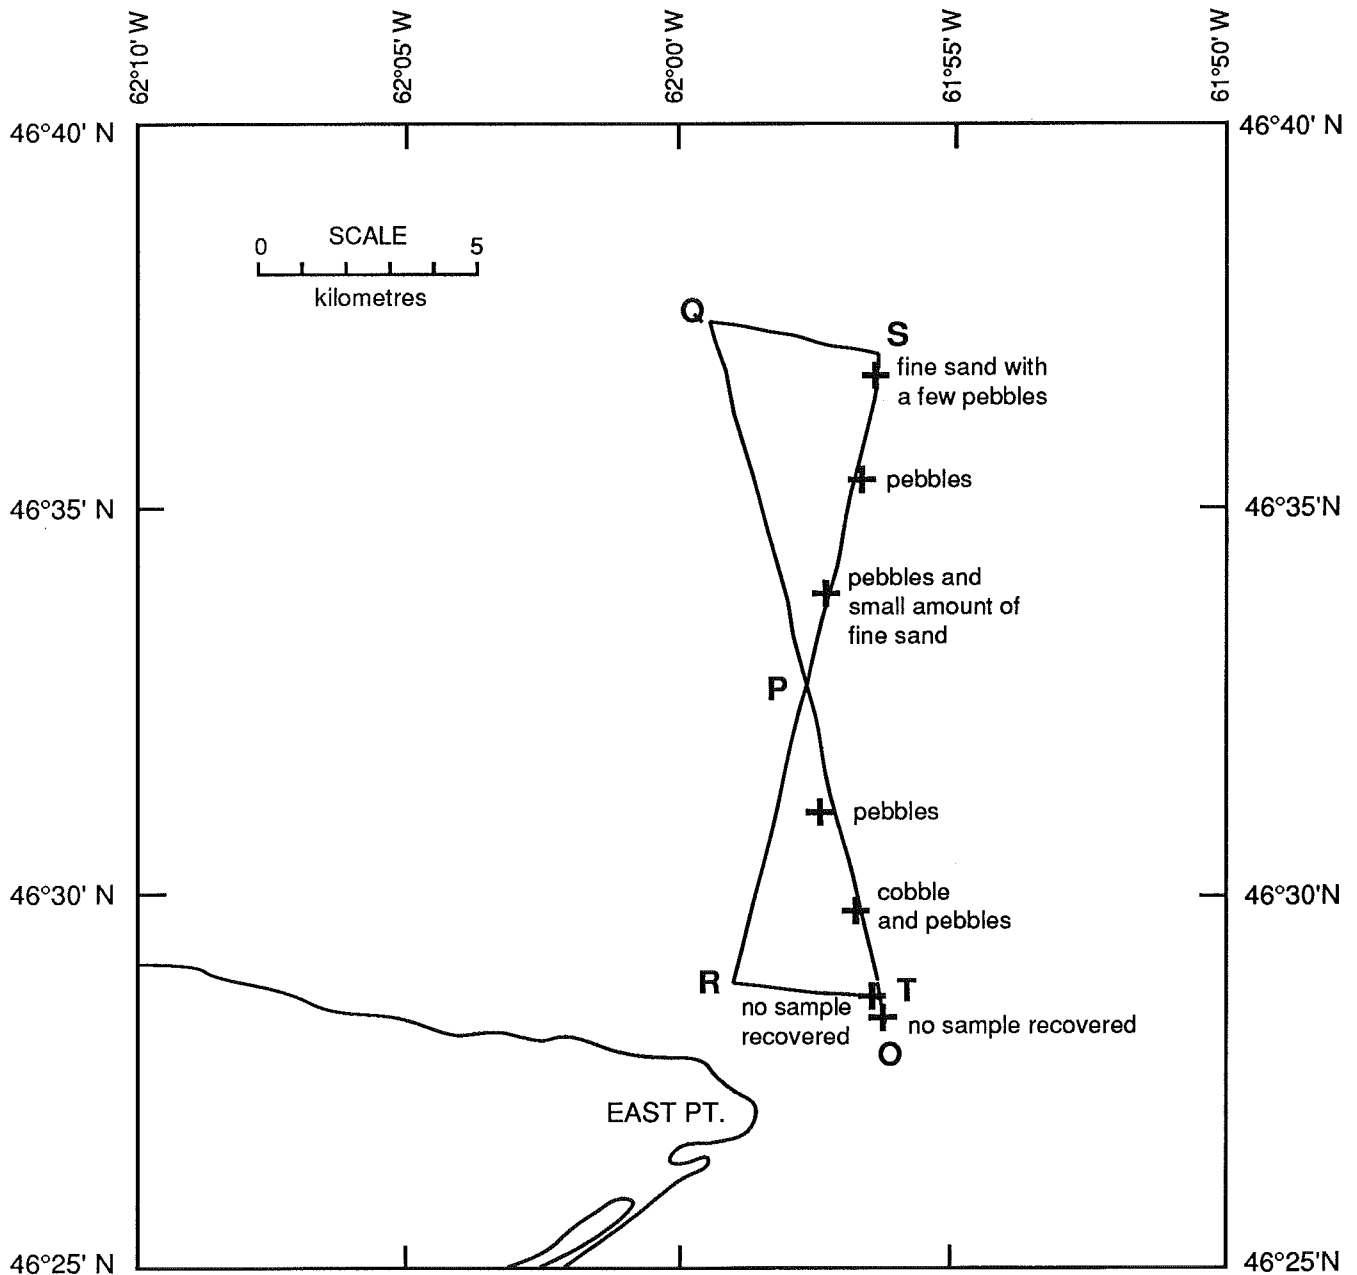 62°10' W
62°05' W
62°00' W
61°55' W
61°50' W
46°40' N
46°40' N
SCALE
0
5
kilometres
Q
S
fine sand with
a few pebbles
pebbles
46°35' N
46°35'N
pebbles and
small amount of
fine sand
P
pebbles
46°30' N
46°30'N
cobble
and pebbles
R
T
no sample
recovered
no sample recovered
O
EAST PT.
46°25' N
46°25' N